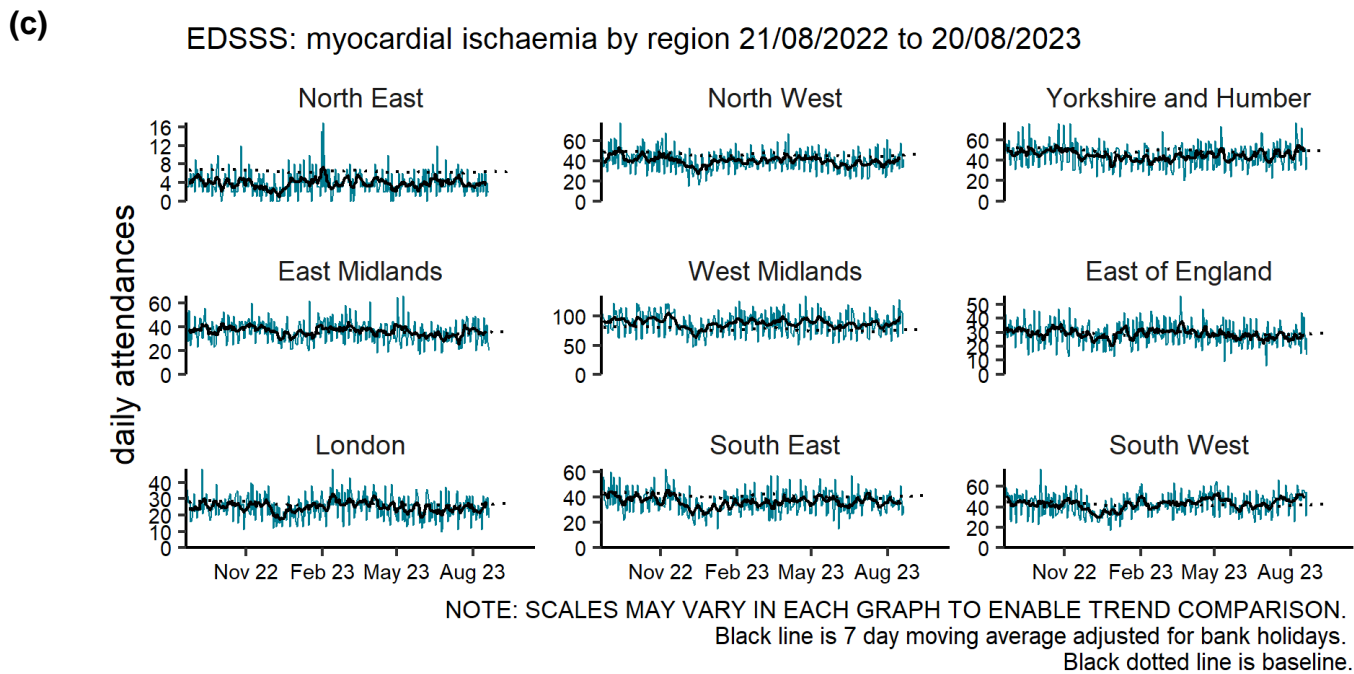 (c)
EDSSS: myocardial ischaemia by region 21/08/2022 to 20/08/2023
daily attendances
North East
16
12
8
4
0
North West
60
40
20
0
Yorkshire and Humber
60
40
20
0
East Midlands
60
40
20
0
West Midlands
100
50
0
East of England
50
40
30
20
10
0
London
40
30
20
10
0
Nov 22 Feb 23 May 23 Aug 23
South East
60
40
20
0
Nov 22 Feb 23 May 23 Aug 23
South West
60
40
20
0
Nov 22 Feb 23 May 23 Aug 23
NOTE: SCALES MAY VARY IN EACH GRAPH TO ENABLE TREND COMPARISON.
Black line is 7 day moving average adjusted for bank holidays.
Black dotted line is baseline.